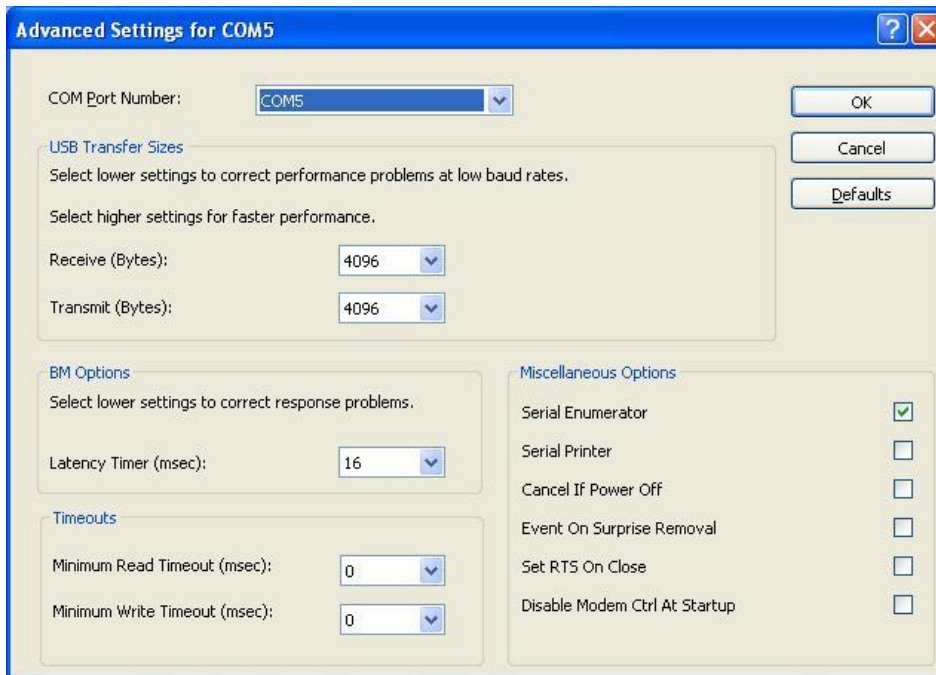 Advanced Settings for COM5
COM Port Number:
COM5
OK
Cancel
Defaults
USB Transfer Sizes
Select lower settings to correct performance problems at low baud rates.
Select higher settings for faster performance.
Receive (Bytes):
4096
Transmit (Bytes):
4096
BM Options
Select lower settings to correct response problems.
Latency Timer (msec):
16
Timeouts
Minimum Read Timeout (msec):
0
Minimum Write Timeout (msec):
0
Miscellaneous Options
Serial Enumerator
Serial Printer
Cancel If Power Off
Event On Surprise Removal
Set RTS On Close
Disable Modem Ctrl At Startup